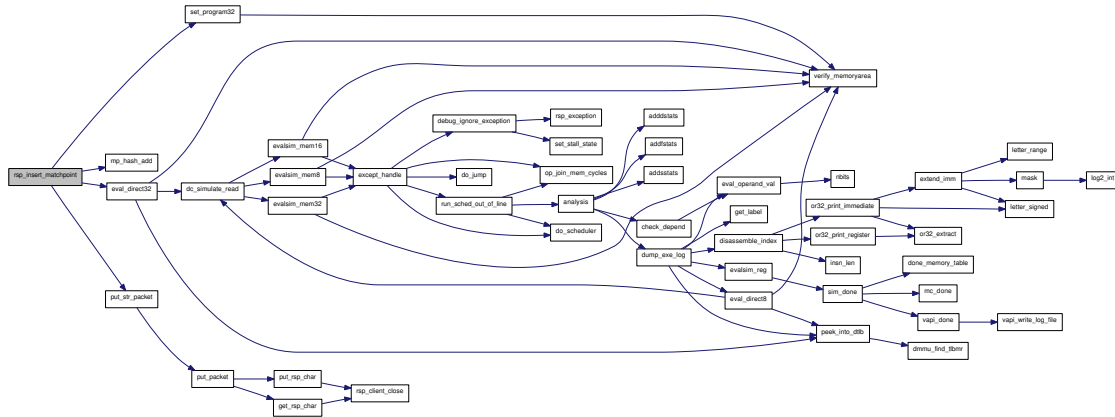 set_program32
verify_memoryarea
rsp_insert_matchpoint
mp_hash_add
eval_direct32
dc_simulate_read
evalsim_mem16
evalsim_mem8
evalsim_mem32
except_handle
debug_ignore_exception
rsp_exception
set_stall_state
op_join_mem_cycles
do_jump
run_sched_out_of_line
do_scheduler
analysis
adddstats
addfstats
addsstats
check_depend
dump_exe_log
eval_operand_val
nbits
get_label
disassemble_index
evalsim_reg
eval_direct8
or32_print_immediate
or32_print_register
insn_len
extend_imm
or32_extract
letter_range
mask
log2_int
letter_signed
sim_done
done_memory_table
mc_done
vapi_done
vapi_write_log_file
peek_into_dtlb
dmmu_find_tlbmr
put_str_packet
put_packet
put_rsp_char
get_rsp_char
rsp_client_close